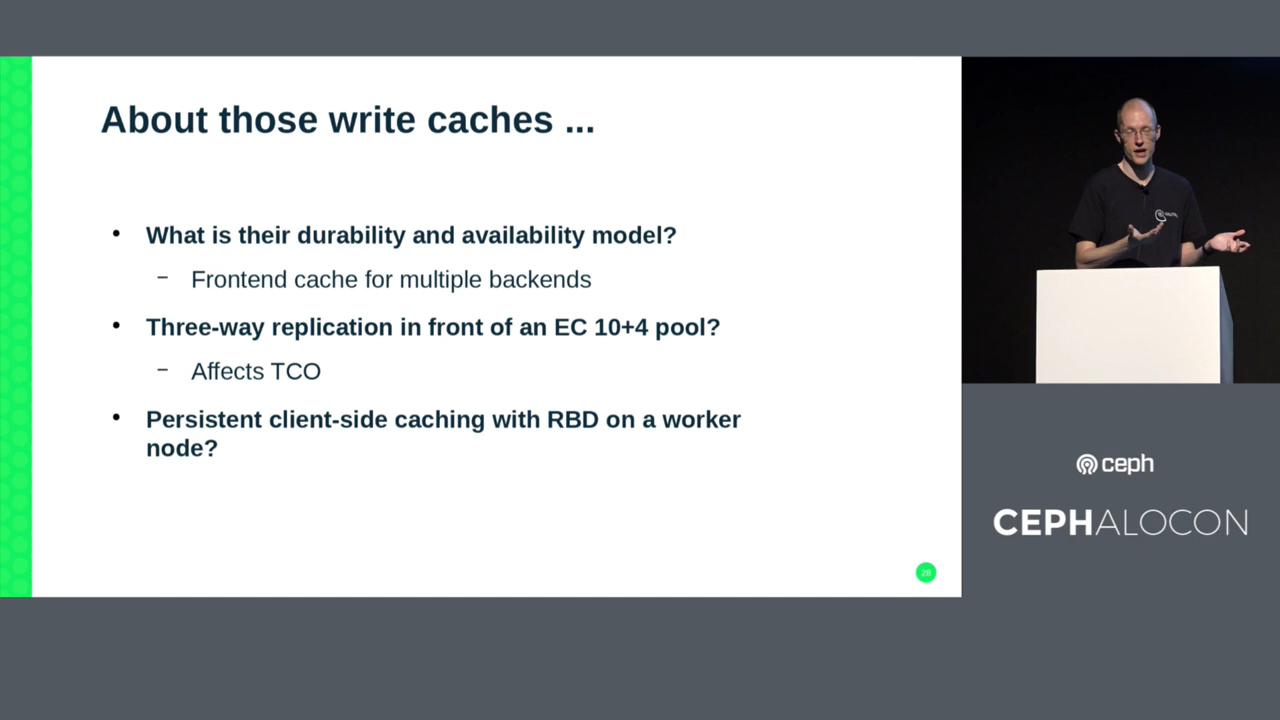 About those write caches ...
• What is their durability and availability model?
– Frontend cache for multiple backends
• Three-way replication in front of an EC 10+4 pool?
– Affects TCO
• Persistent client-side caching with RBD on a worker
node?
28
ceph
CEPHALOCON